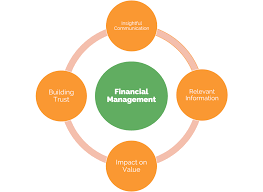 Insightful
Communication
Building
Trust
Financial
Management
Relevant
Information
Impact on
Value